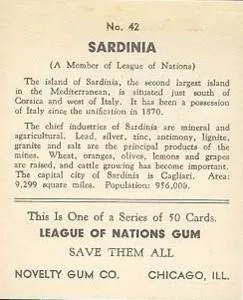 No. 42
SARDINIA
(A Member of League of Nations)
The island of Sardinia, the second largest island
in the Mediterranean, is situated just south of
Corsica and west of Italy. It has been a possession
of Italy since the unification in 1870.
The chief industries of Sardinia are mineral and
agricultural. Lead, silver, zinc, antimony, lignite,
granite and salt are the principal products of the
mines. Wheat, oranges, olives, lemons and grapes
are raised, and cattle growing has become important.
The capital city of Sardinia is Cagliari. Area:
9,299 square miles. Population: 956,000.
This Is One of a Series of 50 Cards.
LEAGUE OF NATIONS GUM
SAVE THEM ALL
NOVELTY GUM CO. CHICAGO, ILL.